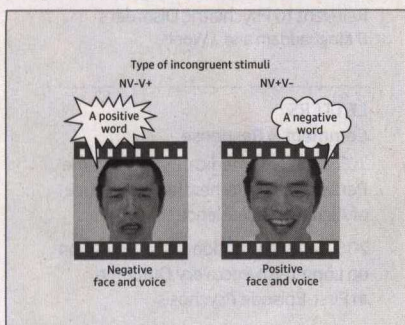 Type of incongruent stimuli
NV-V+ NV+V-
A positive
word
A negative
word
Negative
face and voice
Positive
face and voice